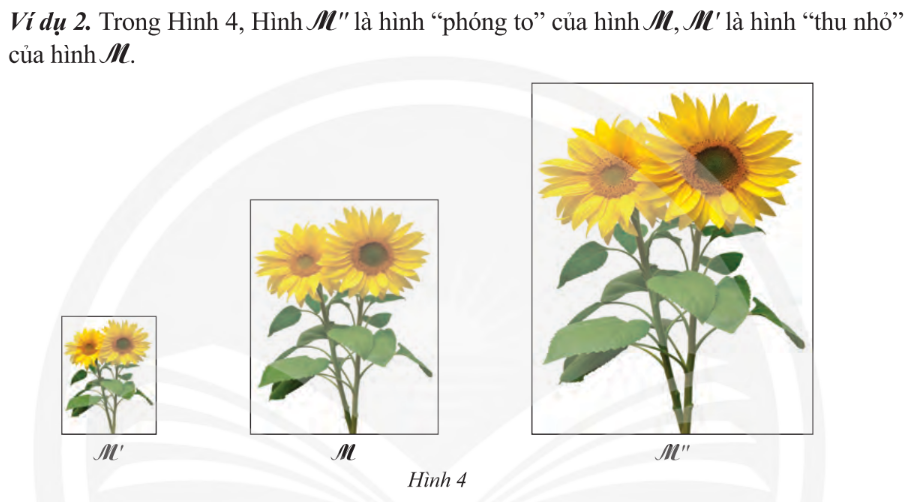 Ví dụ 2. Trong Hình 4, Hình ℳ" là hình “phóng to” của hình ℳ, ℳ' là hình “thu nhỏ”
của hình ℳ.
ℳ' ℳ ℳ"
Hình 4